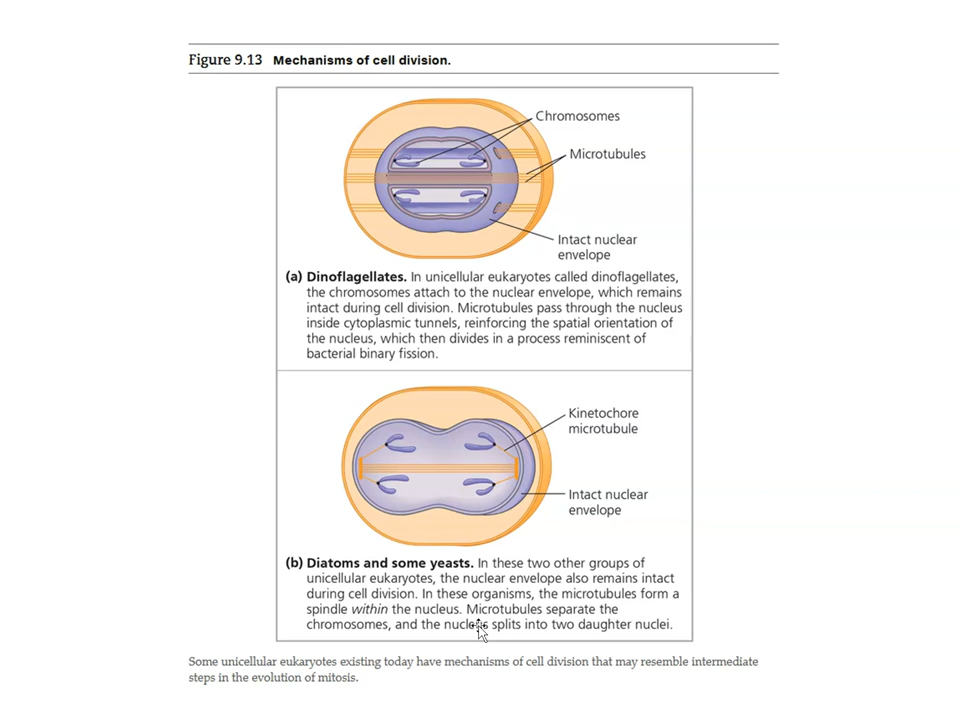 Figure 9.13 Mechanisms of cell division.
Chromosomes
Microtubules
Intact nuclear
envelope
(a) Dinoflagellates. In unicellular eukaryotes called dinoflagellates,
the chromosomes attach to the nuclear envelope, which remains
intact during cell division. Microtubules pass through the nucleus
inside cytoplasmic tunnels, reinforcing the spatial orientation of
the nucleus, which then divides in a process reminiscent of
bacterial binary fission.
Kinetochore
microtubule
Intact nuclear
envelope
(b) Diatoms and some yeasts. In these two other groups of
unicellular eukaryotes, the nuclear envelope also remains intact
during cell division. In these organisms, the microtubules form a
spindle within the nucleus. Microtubules separate the
chromosomes, and the nucleus splits into two daughter nuclei.
Some unicellular eukaryotes existing today have mechanisms of cell division that may resemble intermediate
steps in the evolution of mitosis.